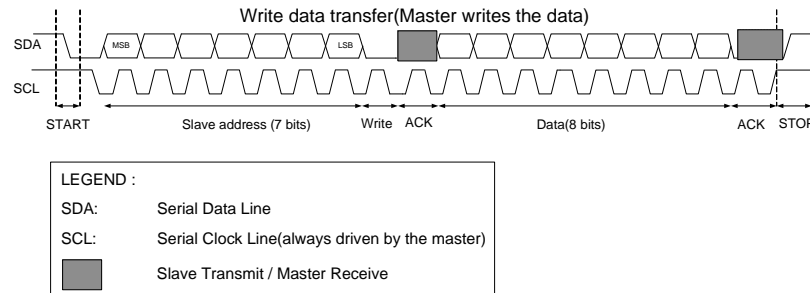 Write data transfer(Master writes the data)
SDA
MSB
LSB
SCL
START
Slave address (7 bits)
Write
ACK
Data(8 bits)
ACK
STOP
LEGEND :
SDA: Serial Data Line
SCL: Serial Clock Line(always driven by the master)
Slave Transmit / Master Receive